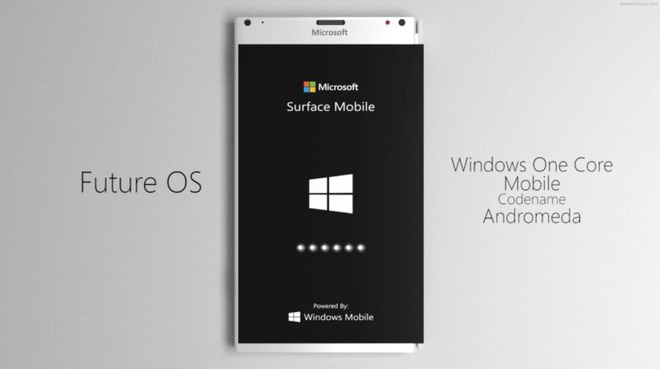 Microsoft
Microsoft
Surface Mobile
Future OS
Windows One Core
Mobile
Codename
Andromeda
Powered By:
Windows Mobile